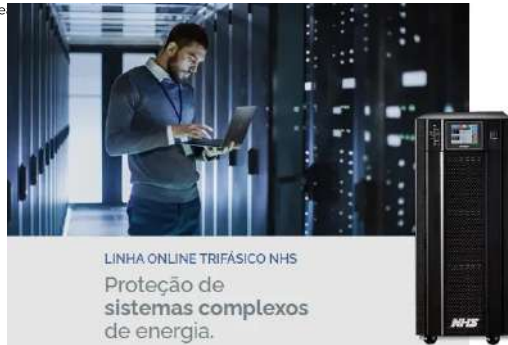 e
LINHA ONLINE TRIFÁSICO NHS
Proteção de
sistemas complexos
de energia.
NHS